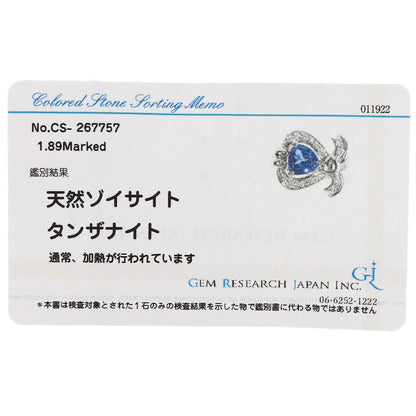 Colored Stone Sorting Memo
011922
No.CS- 267757
1.89Marked
鑑別結果
天然ゾイサイト
タンザナイト
通常、加熱が行われています
GEM RESEARCH JAPAN INC.
06-6252-1222
*本書は検査対象とされた1石のみの検査結果を示した物で鑑別書に代わる物ではありません